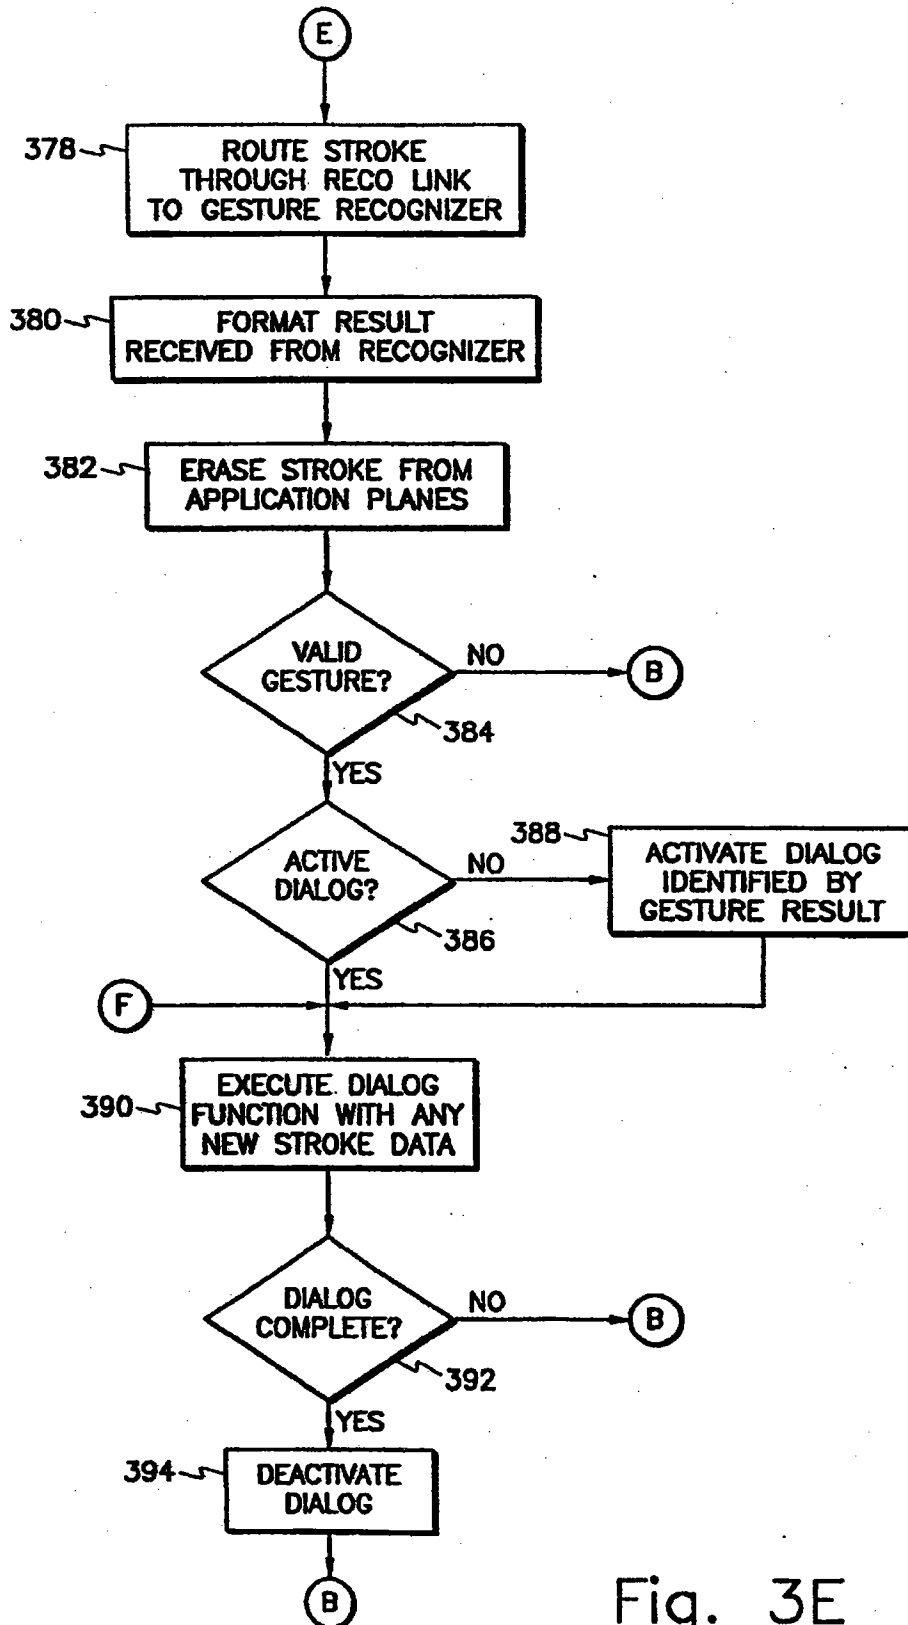 E
378
ROUTE STROKE
THROUGH RECO LINK
TO GESTURE RECOGNIZER
380
FORMAT RESULT
RECEIVED FROM RECOGNIZER
382
ERASE STROKE FROM
APPLICATION PLANES
VALID
GESTURE?
NO
B
384
YES
388
ACTIVATE DIALOG
IDENTIFIED BY
GESTURE RESULT
ACTIVE
DIALOG?
NO
386
YES
F
390
EXECUTE DIALOG
FUNCTION WITH ANY
NEW STROKE DATA
DIALOG
COMPLETE?
NO
B
392
YES
394
DEACTIVATE
DIALOG
B
Fig. 3E